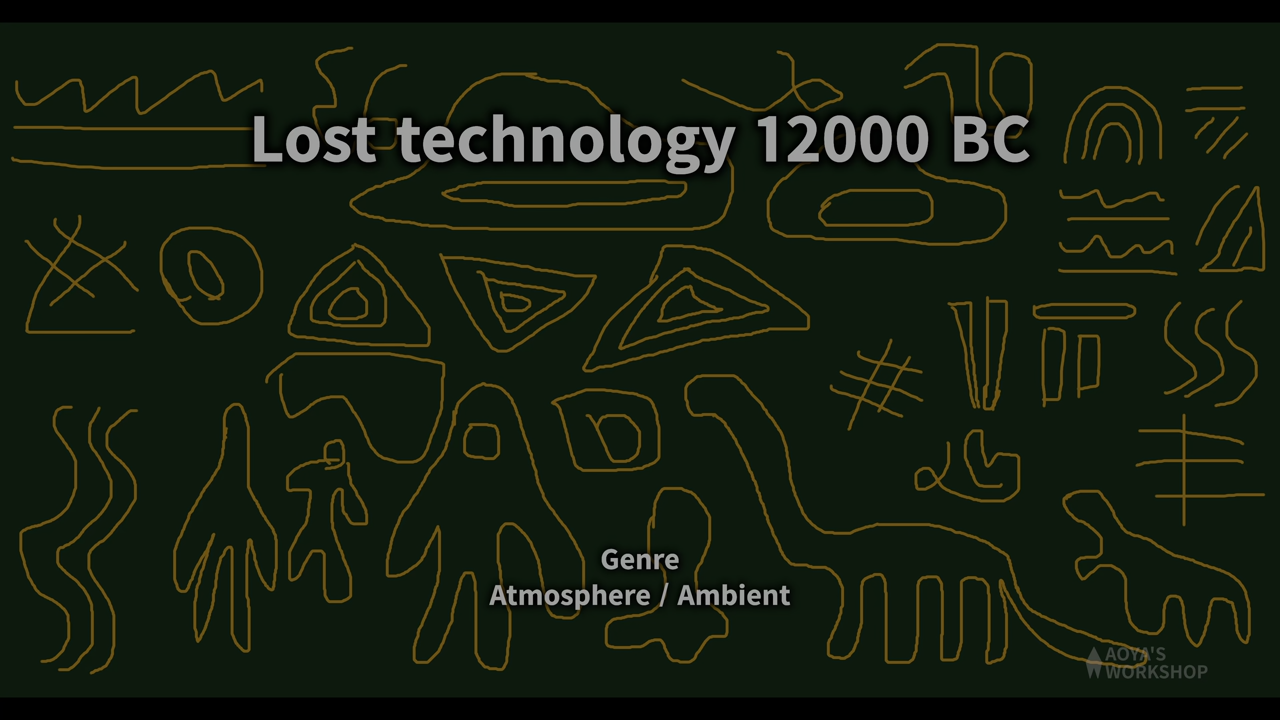 Lost technology 12000 BC
Genre
Atmosphere / Ambient
AOYA'S
WORKSHOP